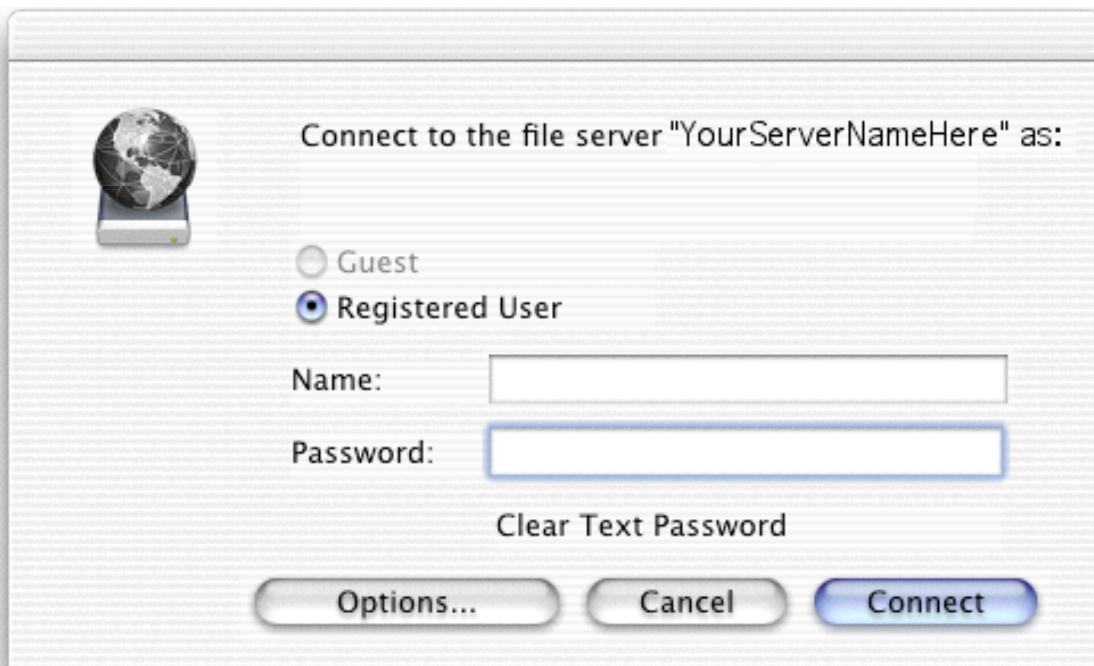 Connect to the file server "YourServerNameHere" as:
Guest
Registered User
Name:
Password:
Clear Text Password
Options... Cancel Connect